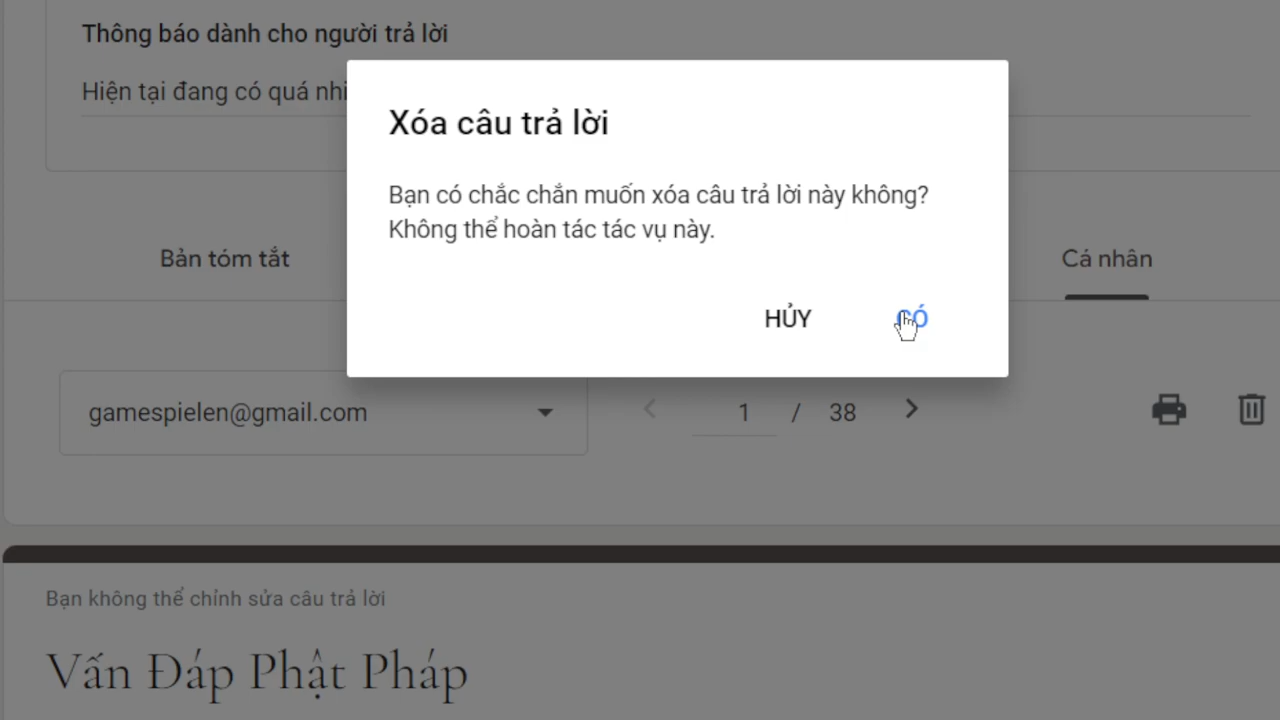 Thông báo dành cho người trả lời
Hiện tại đang có quá nhi
Xóa câu trả lời
Bạn có chắc chắn muốn xóa câu trả lời này không?
Không thể hoàn tác tác vụ này.
HỦY CÓ
Bản tóm tắt Cá nhân
gamespielen@gmail.com 1 / 38
Bạn không thể chỉnh sửa câu trả lời
Vấn Đáp Phật Pháp